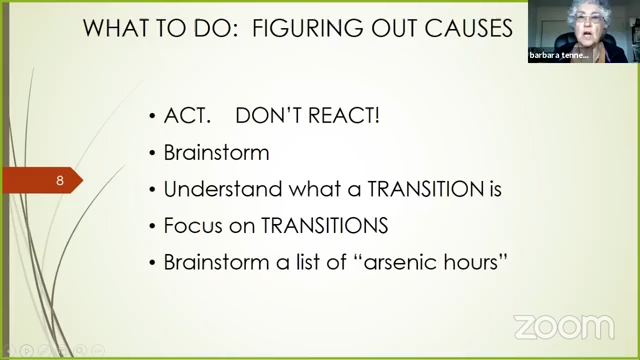 WHAT TO DO:  FIGURING OUT CAUSES
barbara tenne...
• ACT.    DON'T REACT!
• Brainstorm
8
• Understand what a TRANSITION is
• Focus on TRANSITIONS
• Brainstorm a list of “arsenic hours”
zoom